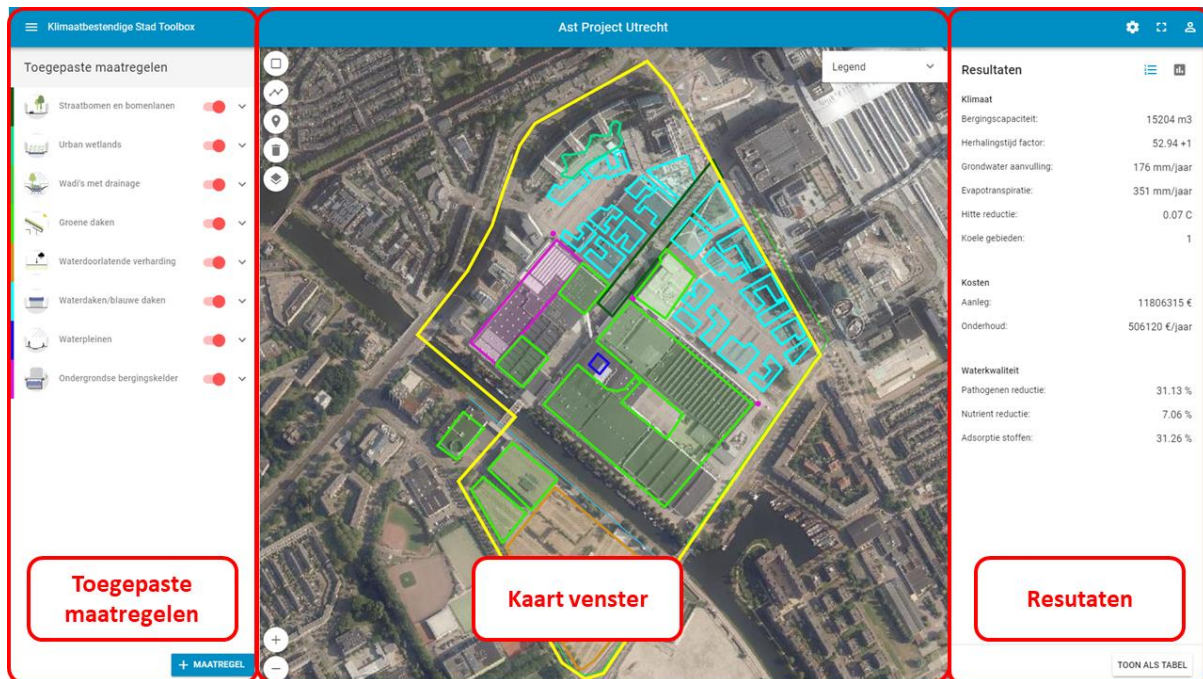 Klimaatbestendige Stad Toolbox
Ast Project Utrecht
Toegepaste maatregelen
Straatbomen en bomenlanen
Urban wetlands
Wadi's met drainage
Groene daken
Waterdoorlatende verharding
Waterdaken/blauwe daken
Waterpleinen
Ondergrondse bergingskelder
Toegepaste
maatregelen
+ MAATREGEL
Legend
Kaart venster
Resultaten
Klimaat
Bergingscapaciteit: 15204 m3
Herhalingstijd factor: 52.94 +1
Grondwater aanvulling: 176 mm/jaar
Evapotranspiratie: 351 mm/jaar
Hitte reductie: 0.07 C
Koele gebieden: 1
Kosten
Aanleg: 11806315 €
Onderhoud: 506120 €/jaar
Waterkwaliteit
Pathogenen reductie: 31.13 %
Nutrient reductie: 7.06 %
Adsorptie stoffen: 31.26 %
Resutaten
TOON ALS TABEL